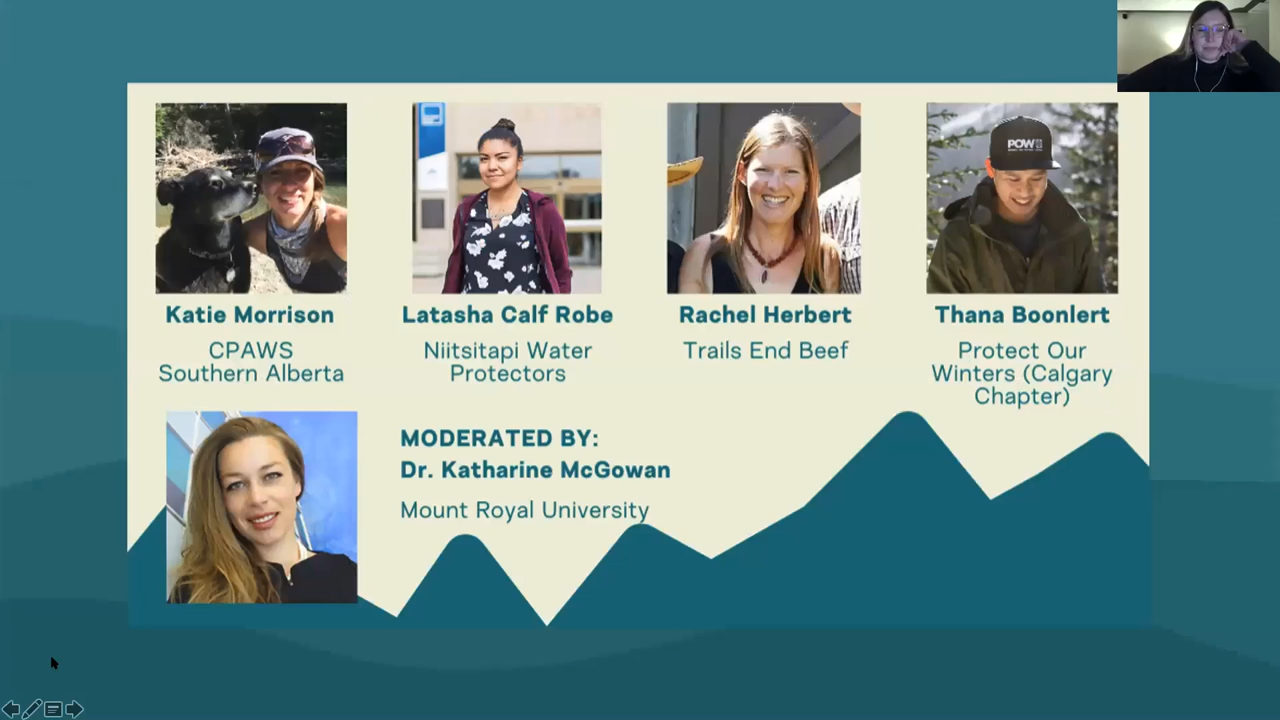 POW
Katie Morrison
CPAWS
Southern Alberta
Latasha Calf Robe
Niitsitapi Water
Protectors
Rachel Herbert
Trails End Beef
Thana Boonlert
Protect Our
Winters (Calgary
Chapter)
MODERATED BY:
Dr. Katharine McGowan
Mount Royal University